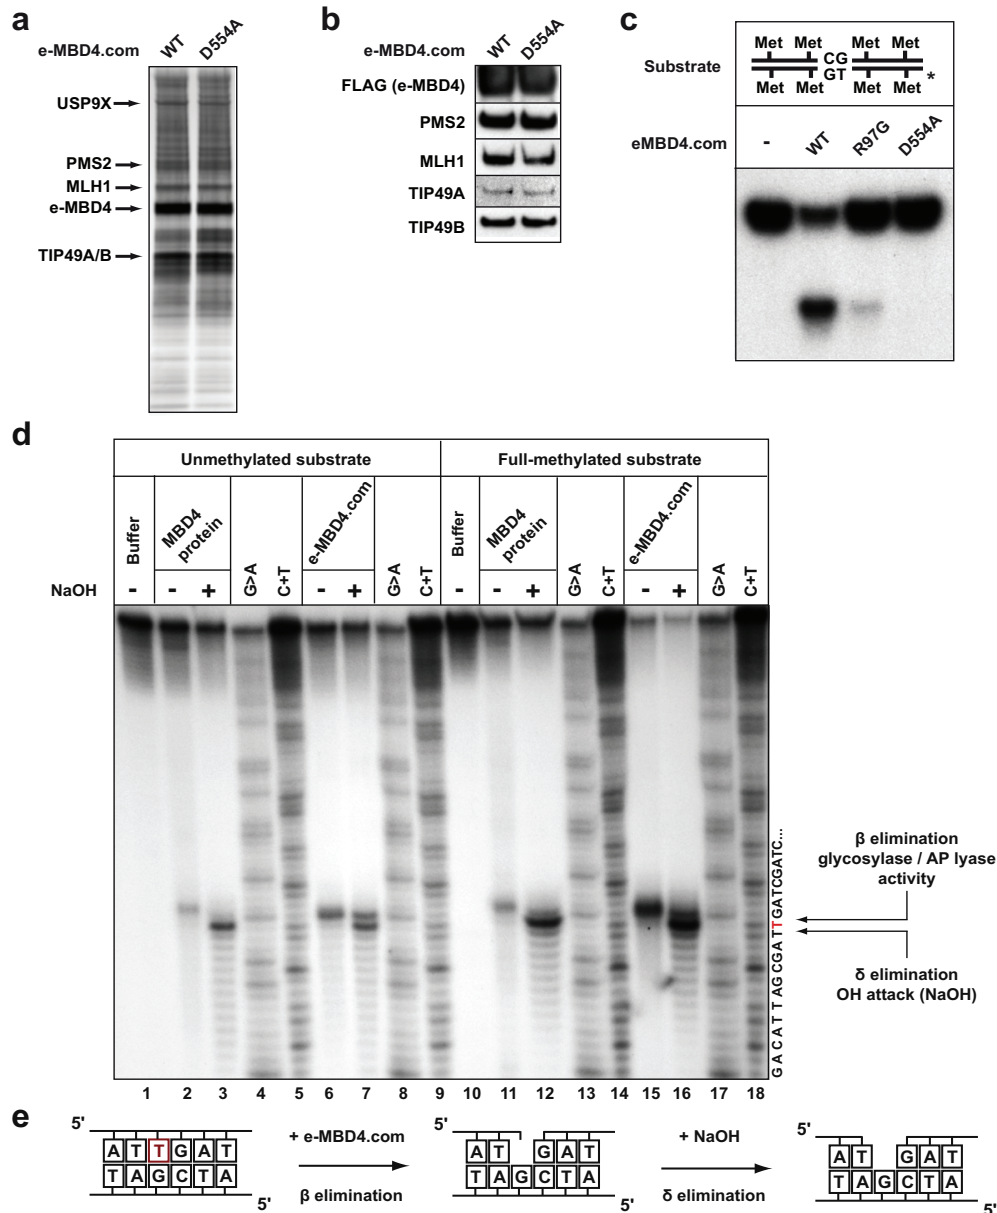 a
e-MBD4.com
WT
D554A
USP9X
PMS2
MLH1
e-MBD4
TIP49A/B
b
e-MBD4.com
WT
D554A
FLAG (e-MBD4)
PMS2
MLH1
TIP49A
TIP49B
c
Substrate
Met Met Met Met
CG
GT
Met Met Met Met *
eMBD4.com
- WT R97G D554A
d
Unmethylated substrate Full-methylated substrate
Buffer MBD4 protein G>A C+T e-MBD4.com G>A C+T Buffer MBD4 protein G>A C+T e-MBD4.com G>A C+T
NaOH - - + - + - - + - +
G A C A T T A G C G A T T G A T C G A T C...
β elimination
glycosylase / AP lyase
activity
δ elimination
OH attack (NaOH)
1 2 3 4 5 6 7 8 9 10 11 12 13 14 15 16 17 18
e
5'
A T T G A T
T A G C T A
5'
+ e-MBD4.com
β elimination
5'
A T G A T
T A G C T A
5'
+ NaOH
δ elimination
5'
A T G A T
T A G C T A
5'